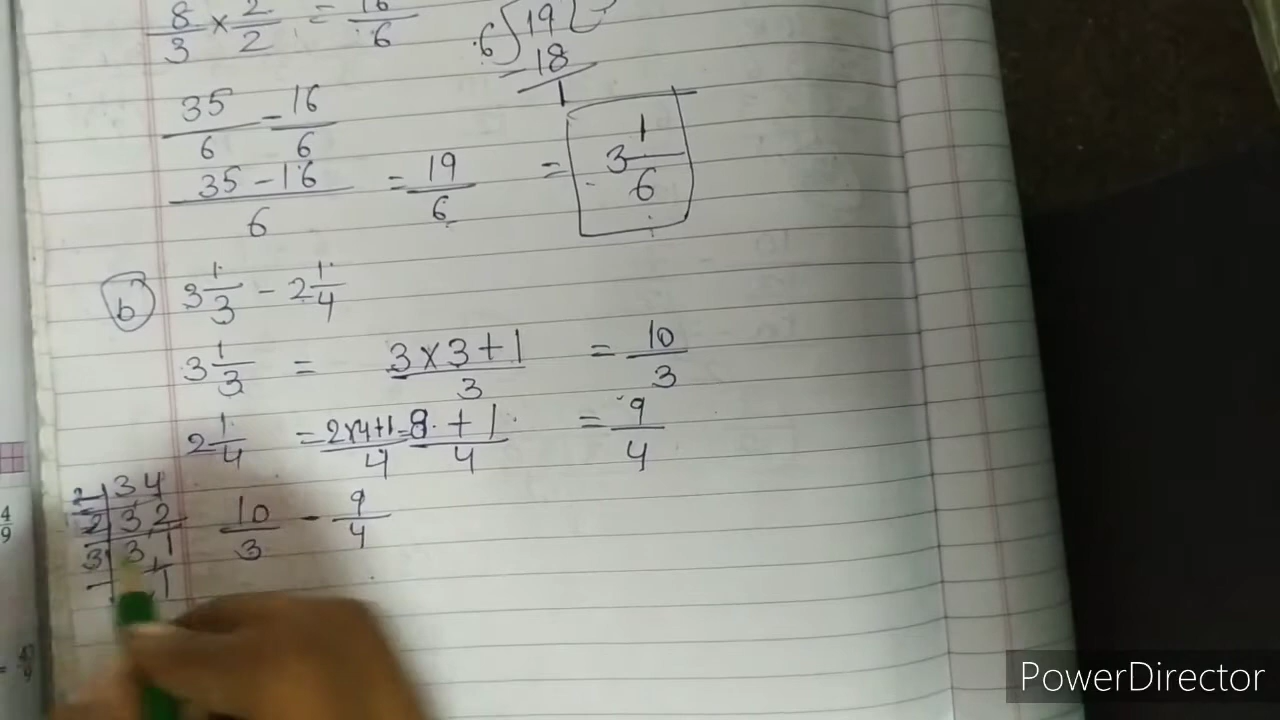 8/3 × 2/2 = 16/6
6 ) 19 (
- 18
1
35/6 - 16/6
35 - 16 / 6 = 19/6 = 3 1/6
b 3 1/3 - 2 1/4
3 1/3 = 3 × 3 + 1 / 3 = 10/3
2 1/4 = 2 × 4 + 1 / 4 = 8 + 1 / 4 = 9/4
2 | 3 4
2 | 3 2
3 | 3 1
1
10/3 - 9/4
4/9
PowerDirector